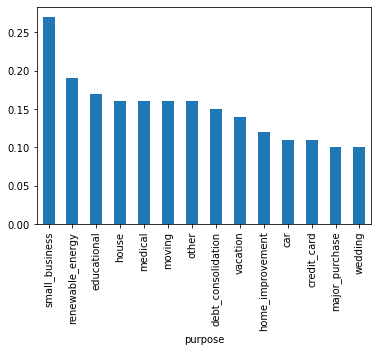 0.25
0.20
0.15
0.10
0.05
0.00
small_business
renewable_energy
educational
house
medical
moving
other
debt_consolidation
vacation
home_improvement
car
credit_card
major_purchase
wedding
purpose